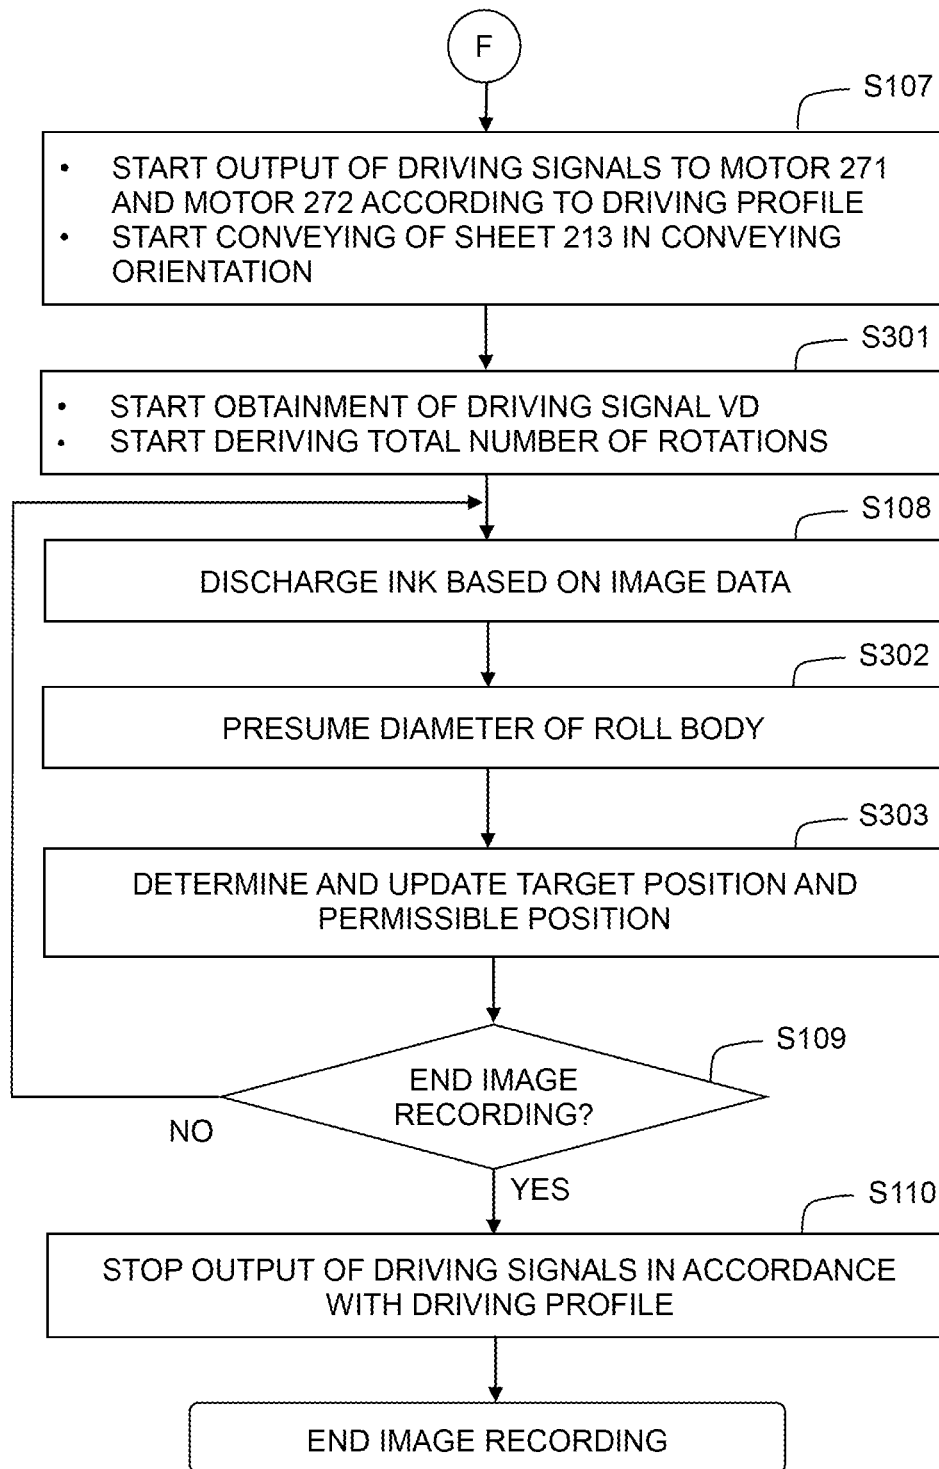 F
S107
• START OUTPUT OF DRIVING SIGNALS TO MOTOR 271
AND MOTOR 272 ACCORDING TO DRIVING PROFILE
• START CONVEYING OF SHEET 213 IN CONVEYING
ORIENTATION
S301
• START OBTAINMENT OF DRIVING SIGNAL VD
• START DERIVING TOTAL NUMBER OF ROTATIONS
S108
DISCHARGE INK BASED ON IMAGE DATA
S302
PRESUME DIAMETER OF ROLL BODY
S303
DETERMINE AND UPDATE TARGET POSITION AND
PERMISSIBLE POSITION
S109
END IMAGE
RECORDING?
NO
YES
S110
STOP OUTPUT OF DRIVING SIGNALS IN ACCORDANCE
WITH DRIVING PROFILE
END IMAGE RECORDING